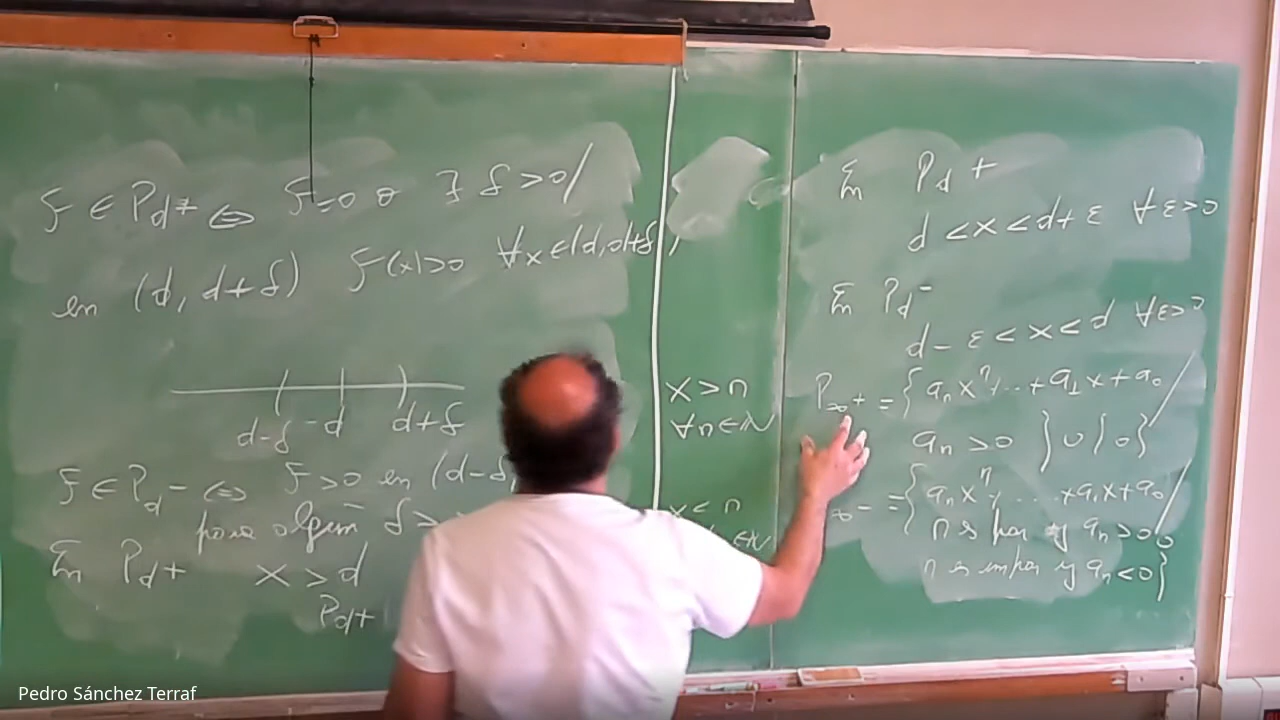 f ∈ P_d+ ⇔ f=0 o ∃ δ>0/
en (d, d+δ) f(x)>0 ∀x∈(d,d+δ)
d-δ d d+δ
f ∈ P_d- ⇔ f>0 en (d-δ,
para algún δ>
En P_d+ x > d
P_d+
x > n
∀n∈ℕ
x < n
∈ℕ
En P_d+
d < x < d+ε ∀ε>0
En P_d-
d-ε < x < d ∀ε>0
P_∞+ = {a_n x^n+...+a_1 x+a_0 /
a_n > 0} ∪ {0}
∞- = {a_n x^n+...+a_1 x+a_0 /
n es par y a_n>0 o
n es impar y a_n<0}
Pedro Sánchez Terraf